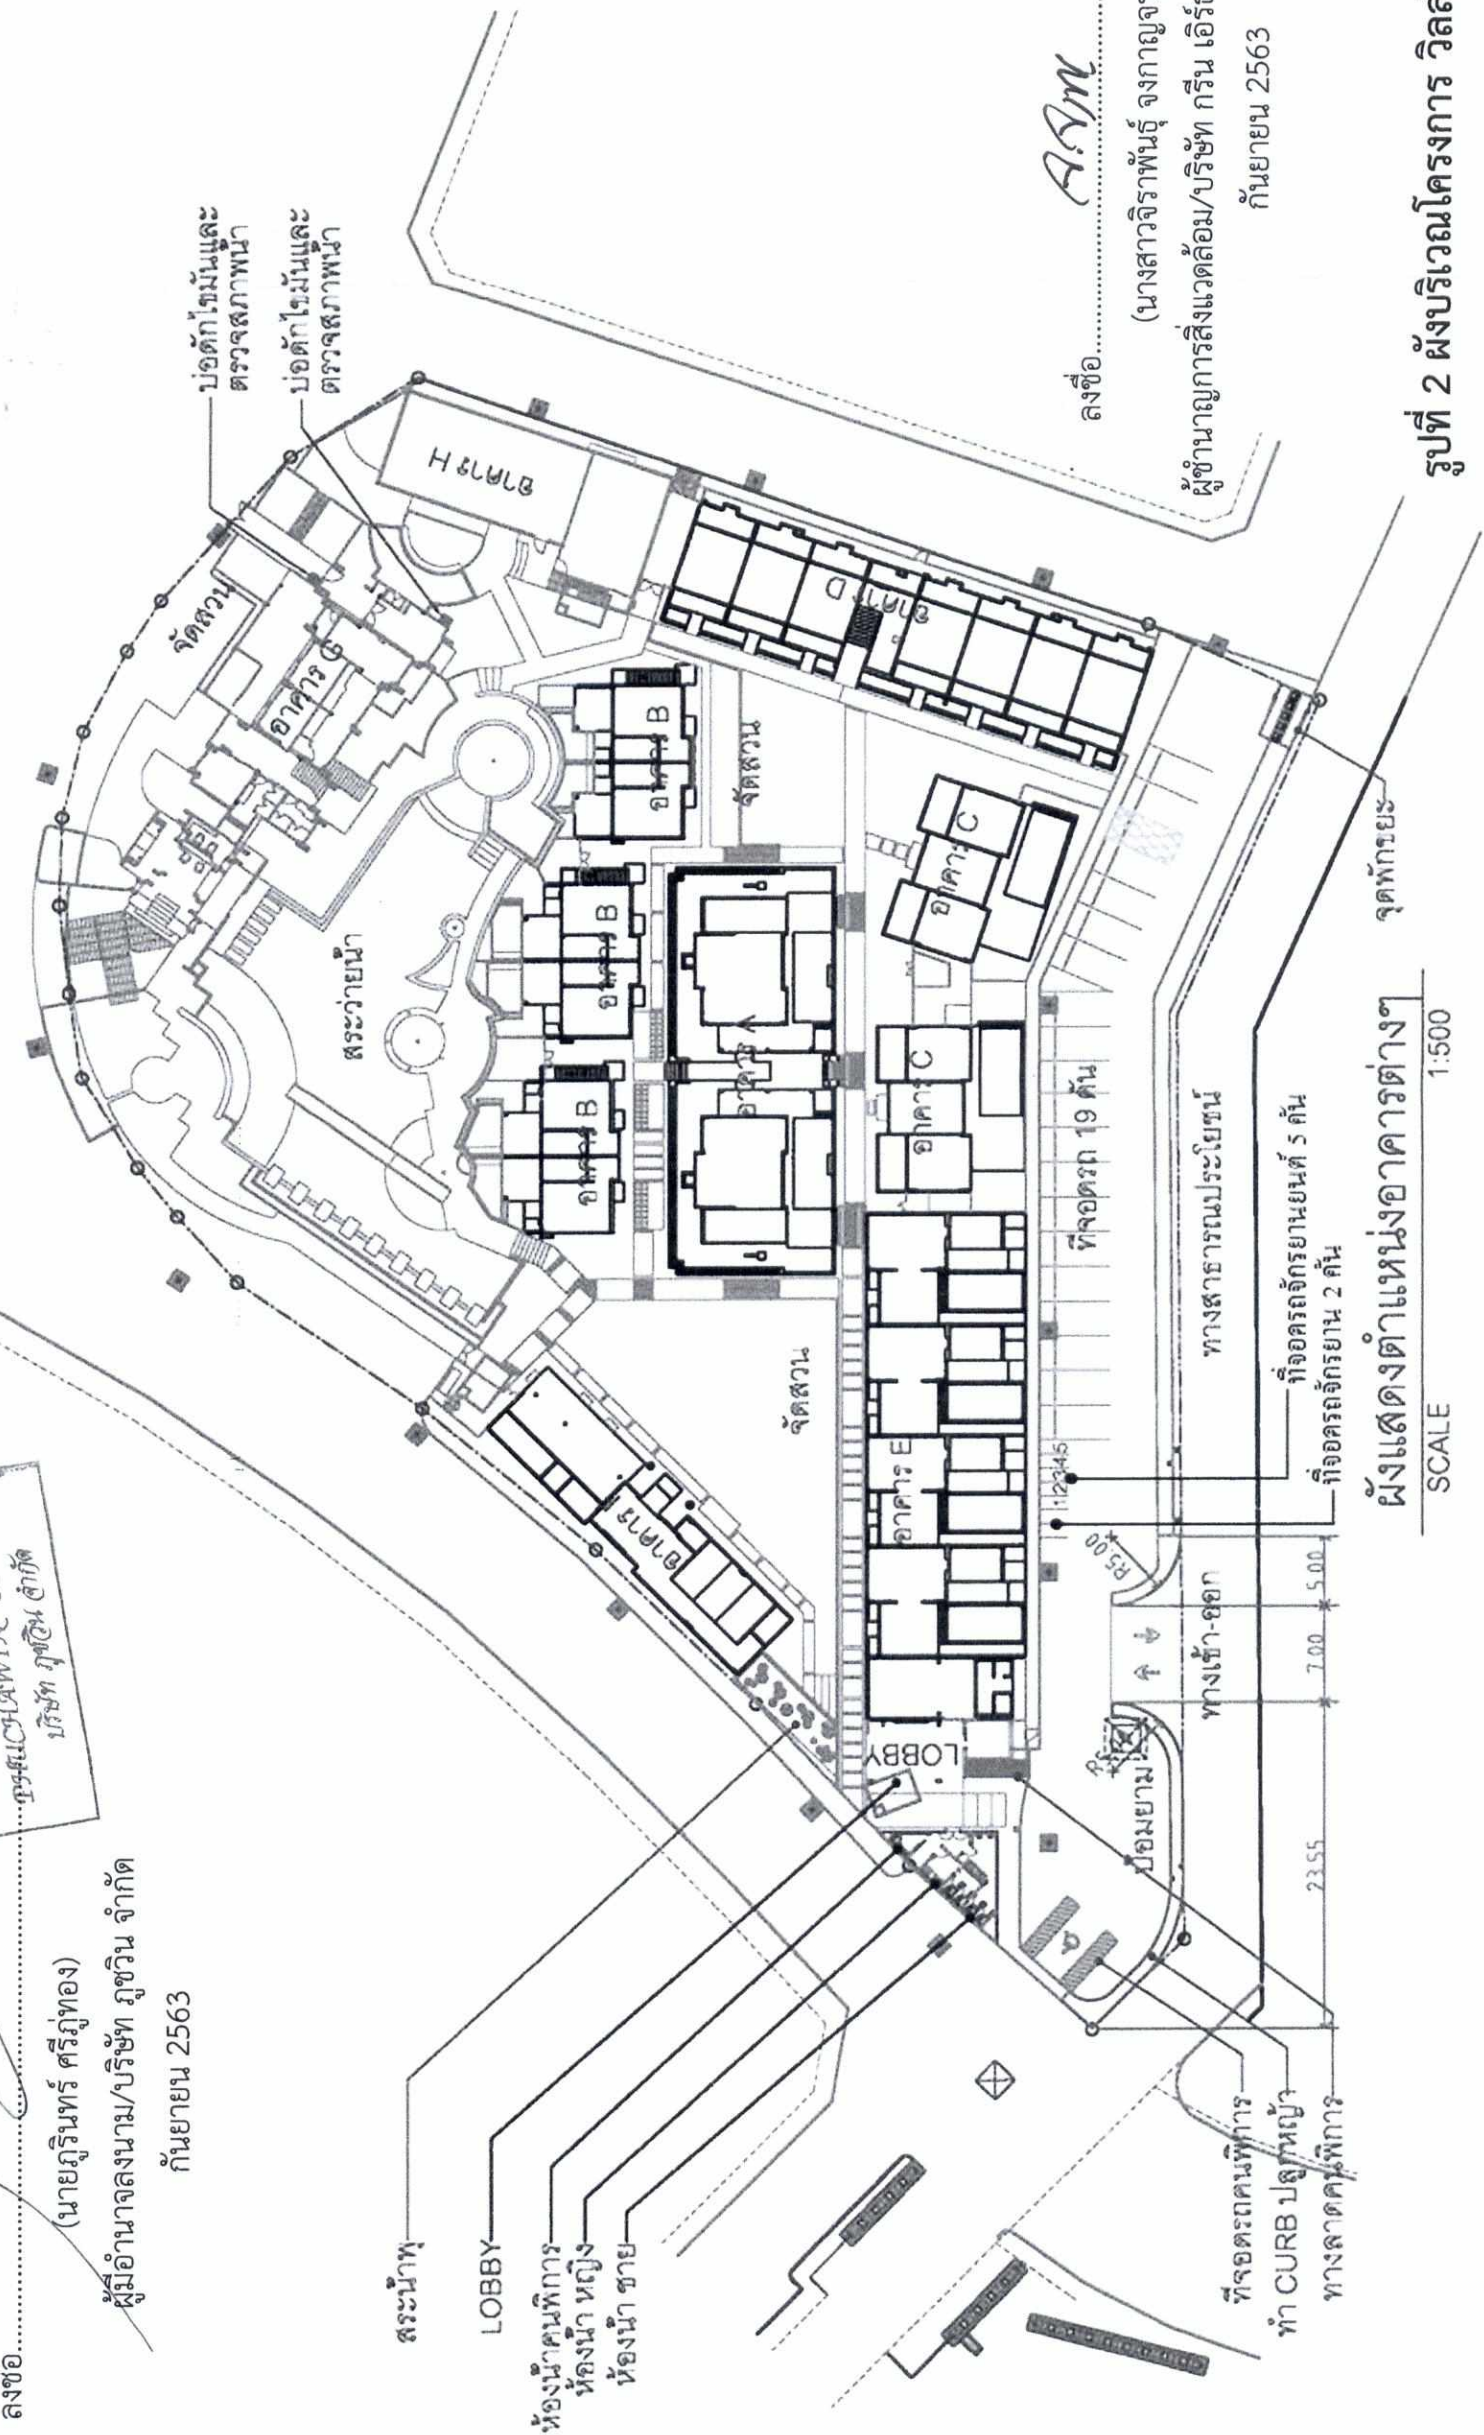 ลงชื่อ
บริษัท ภูชวิน จำกัด
(นายภูรินทร์ ศรีภู่ทอง)
ผู้มีอำนาจลงนาม/บริษัท ภูชวิน จำกัด
กันยายน 2563
บ่อดักไขมันและ
ตรวจสภาพน้ำ
บ่อดักไขมันและ
ตรวจสภาพน้ำ
จัดสวน
อาคาร G
อาคาร H
สระว่ายน้ำ
อาคาร B
อาคาร B
อาคาร B
จัดสวน
อาคาร D
อาคาร A
อาคาร C
อาคาร C
อาคาร I
จัดสวน
อาคาร E
LOBBY
ที่จอดรถ 19 คัน
12345
ทางสาธารณประโยชน์
ที่จอดรถจักรยานยนต์ 5 คัน
ที่จอดรถจักรยาน 2 คัน
จุดพักขยะ
R5.00
ทางเข้า-ออก
ป้อมยาม
23.55
7.00
5.00
สระน้ำพุ
LOBBY
ห้องน้ำคนพิการ
ห้องน้ำ หญิง
ห้องน้ำ ชาย
ที่จอดรถคนพิการ
ทำ CURB ปลูกหญ้า
ทางลาดคนพิการ
ผังแสดงตำแหน่งอาคารต่างๆ
SCALE 1:500
ลงชื่อ
(นางสาวจิราพันธุ์ จงกาญจ
ผู้ชำนาญการสิ่งแวดล้อม/บริษัท กรีน เอิร์
กันยายน 2563
รูปที่ 2 ผังบริเวณโครงการ วิลล